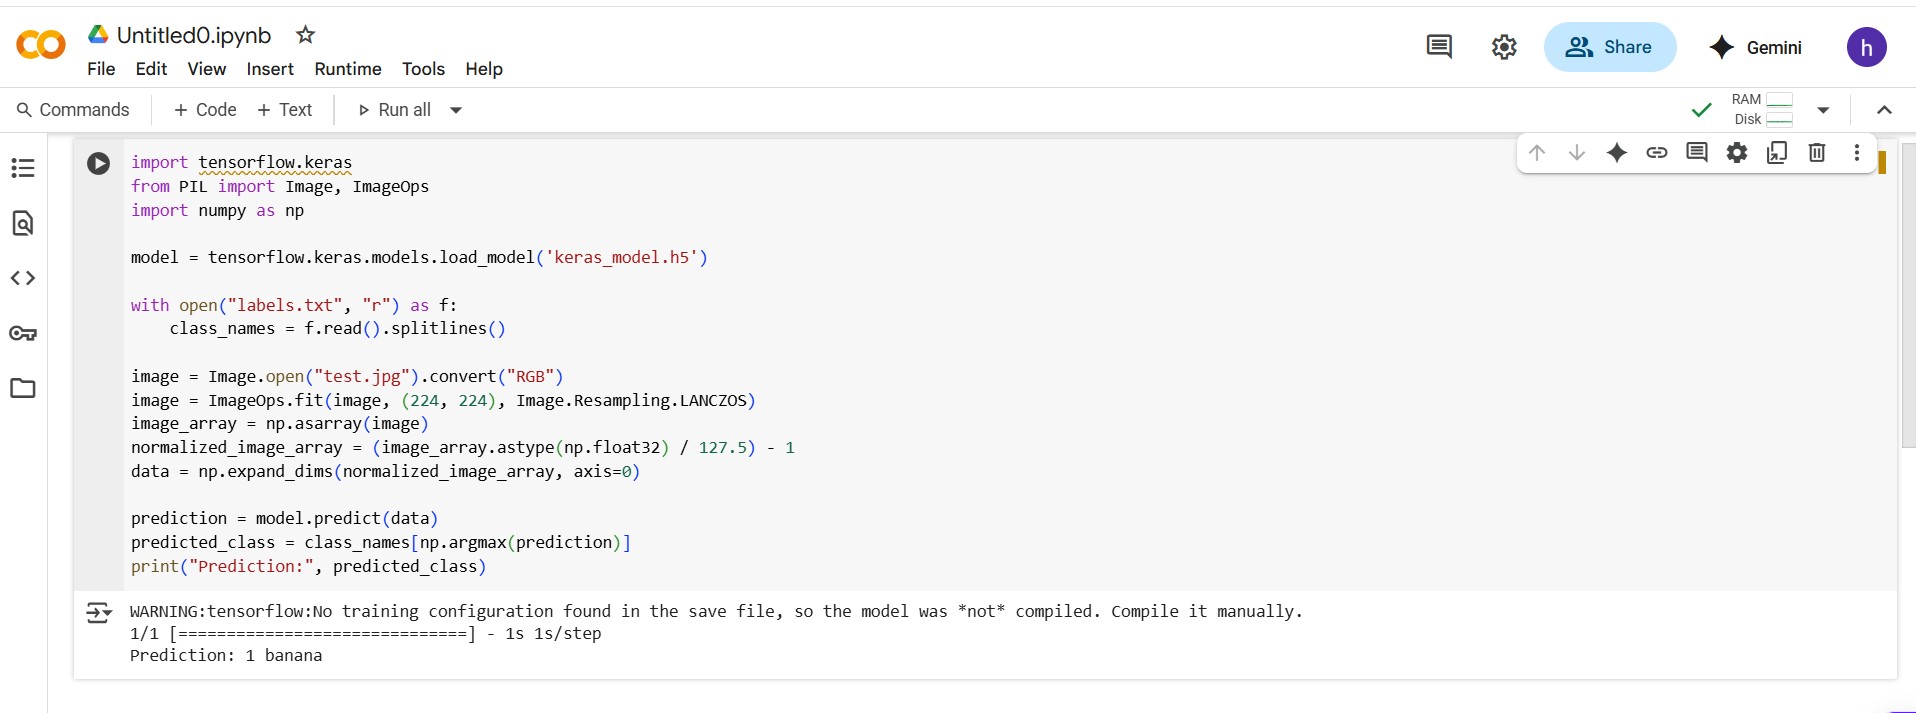 Untitled0.ipynb
File Edit View Insert Runtime Tools Help
Share
Gemini
h
Commands + Code + Text Run all
RAM
Disk
import tensorflow.keras
from PIL import Image, ImageOps
import numpy as np
model = tensorflow.keras.models.load_model('keras_model.h5')
with open("labels.txt", "r") as f:
    class_names = f.read().splitlines()
image = Image.open("test.jpg").convert("RGB")
image = ImageOps.fit(image, (224, 224), Image.Resampling.LANCZOS)
image_array = np.asarray(image)
normalized_image_array = (image_array.astype(np.float32) / 127.5) - 1
data = np.expand_dims(normalized_image_array, axis=0)
prediction = model.predict(data)
predicted_class = class_names[np.argmax(prediction)]
print("Prediction:", predicted_class)
WARNING:tensorflow:No training configuration found in the save file, so the model was *not* compiled. Compile it manually.
1/1 [==============================] - 1s 1s/step
Prediction: 1 banana